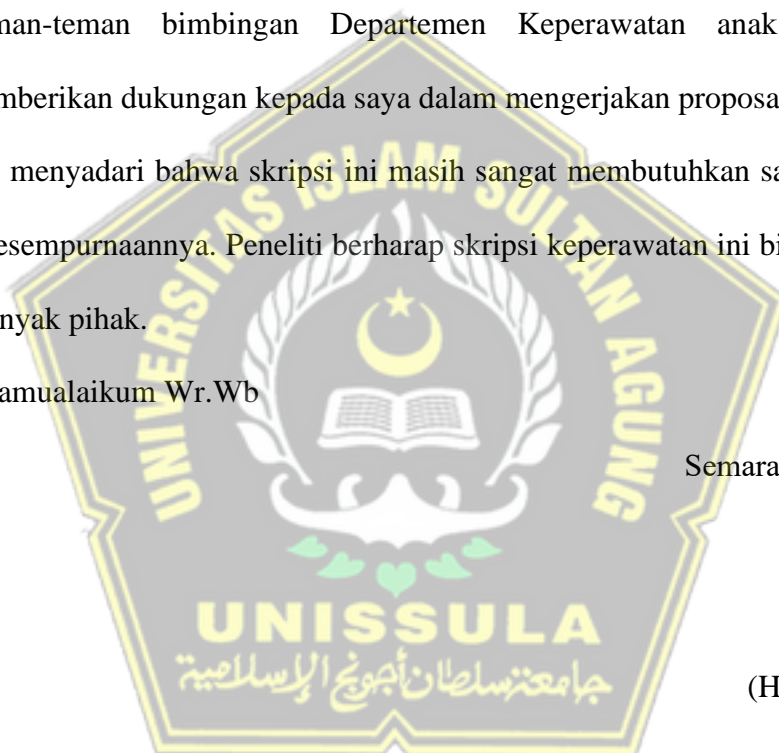 man-teman bimbingan Departemen Keperawatan anak
mberikan dukungan kepada saya dalam mengerjakan proposa
menyadari bahwa skripsi ini masih sangat membutuhkan sa
esempurnaannya. Peneliti berharap skripsi keperawatan ini bi
nyak pihak.
amualaikum Wr.Wb
Semara
(H
UNIVERSITAS ISLAM SULTAN AGUNG
UNISSULA
جامعتنسلطان أجونج الإسلامية